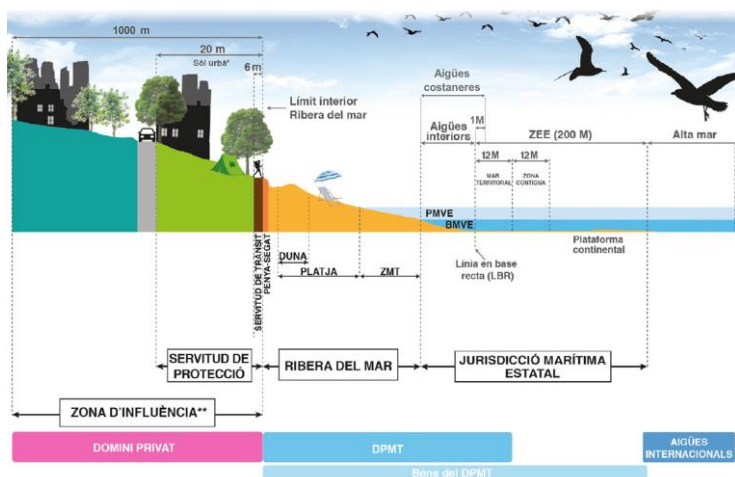 1000 m
20 m
Sòl urbà*
6 m
Límit interior
Ribera del mar
Aigües
costaneres
1M
Aigües
interiors
ZEE (200 M)
Alta mar
12M
12M
MAR
TERRITORIAL
ZONA
CONTIGUA
PMVE
BMVE
Plataforma
continental
Línia en base
recta (LBR)
SERVITUD DE TRÀNSIT
PENYA-SEGAT
DUNA
PLATJA
ZMT
SERVITUD DE
PROTECCIÓ
RIBERA DEL MAR
JURISDICCIÓ MARÍTIMA
ESTATAL
ZONA D'INFLUÈNCIA**
DOMINI PRIVAT
DPMT
AIGÜES
INTERNACIONALS
Béns del DPMT